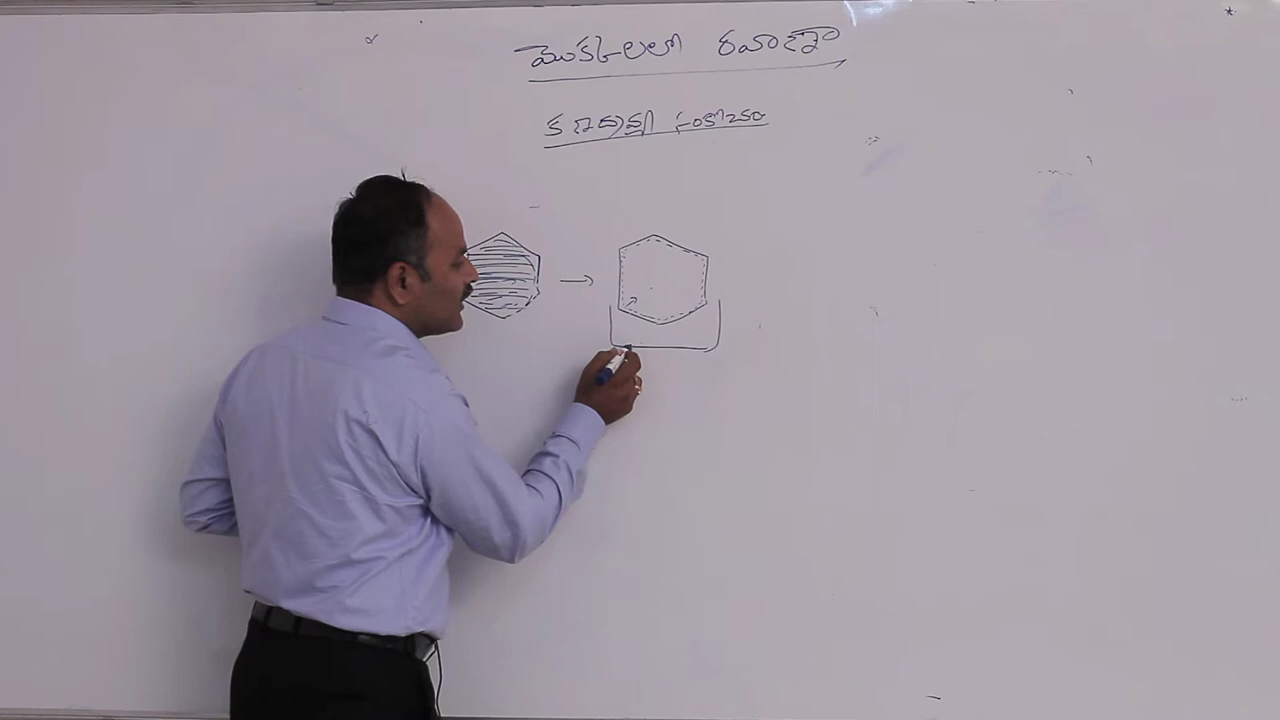 మొక్కలలో రవాణా
కణద్రవ్య సంకోచం